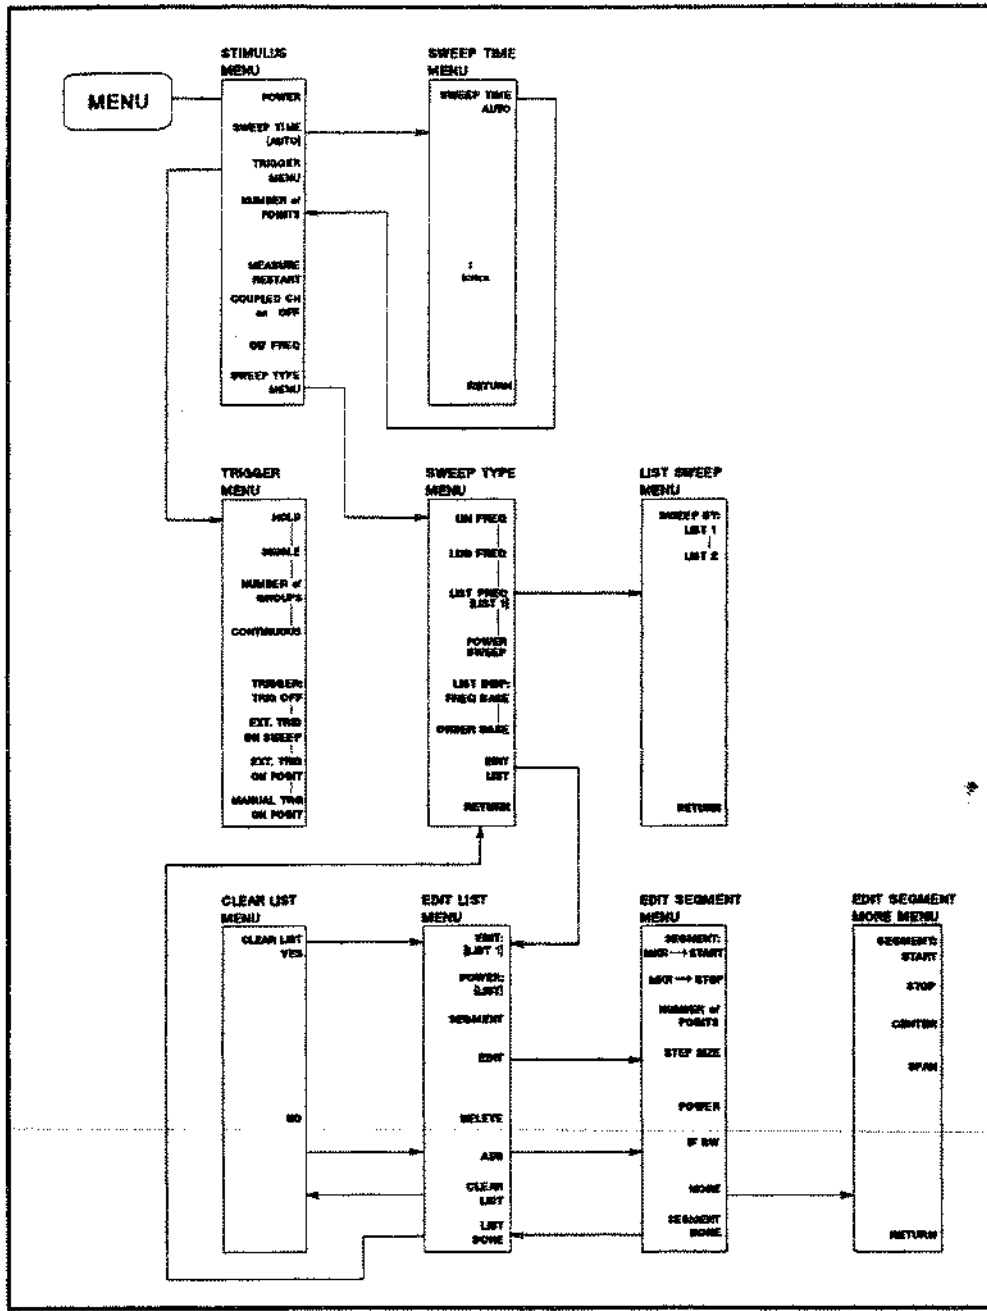 MENU
STIMULUS
MENU
POWER
SWEEP TIME
[AUTO]
TRIGGER
MENU
NUMBER of
POINTS
MEASURE
RESTART
COUPLED CH
on OFF
CW FREQ
SWEEP TYPE
MENU
SWEEP TIME
MENU
SWEEP TIME
AUTO
:
RETURN
TRIGGER
MENU
HOLD
SINGLE
NUMBER of
GROUPS
CONTINUOUS
TRIGGER:
TRIG OFF
EXT. TRIG
ON SWEEP
EXT. TRIG
ON POINT
MANUAL TRG
ON POINT
SWEEP TYPE
MENU
LIN FREQ
LOG FREQ
LIST FREQ
[LIST 1]
POWER
SWEEP
LIST DISP:
FREQ BASE
ORDER BASE
EDIT
LIST
RETURN
LIST SWEEP
MENU
SWEEP BY:
LIST 1
LIST 2
RETURN
CLEAR LIST
MENU
CLEAR LIST
YES
NO
EDIT LIST
MENU
EDIT:
[LIST 1]
POWER:
[LIST]
SEGMENT
EDIT
DELETE
ADD
CLEAR
LIST
LIST
DONE
EDIT SEGMENT
MENU
SEGMENT:
MKR→START
MKR→STOP
NUMBER of
POINTS
STEP SIZE
POWER
IF BW
MORE
SEGMENT
DONE
EDIT SEGMENT
MORE MENU
SEGMENT:
START
STOP
CENTER
SPAN
RETURN